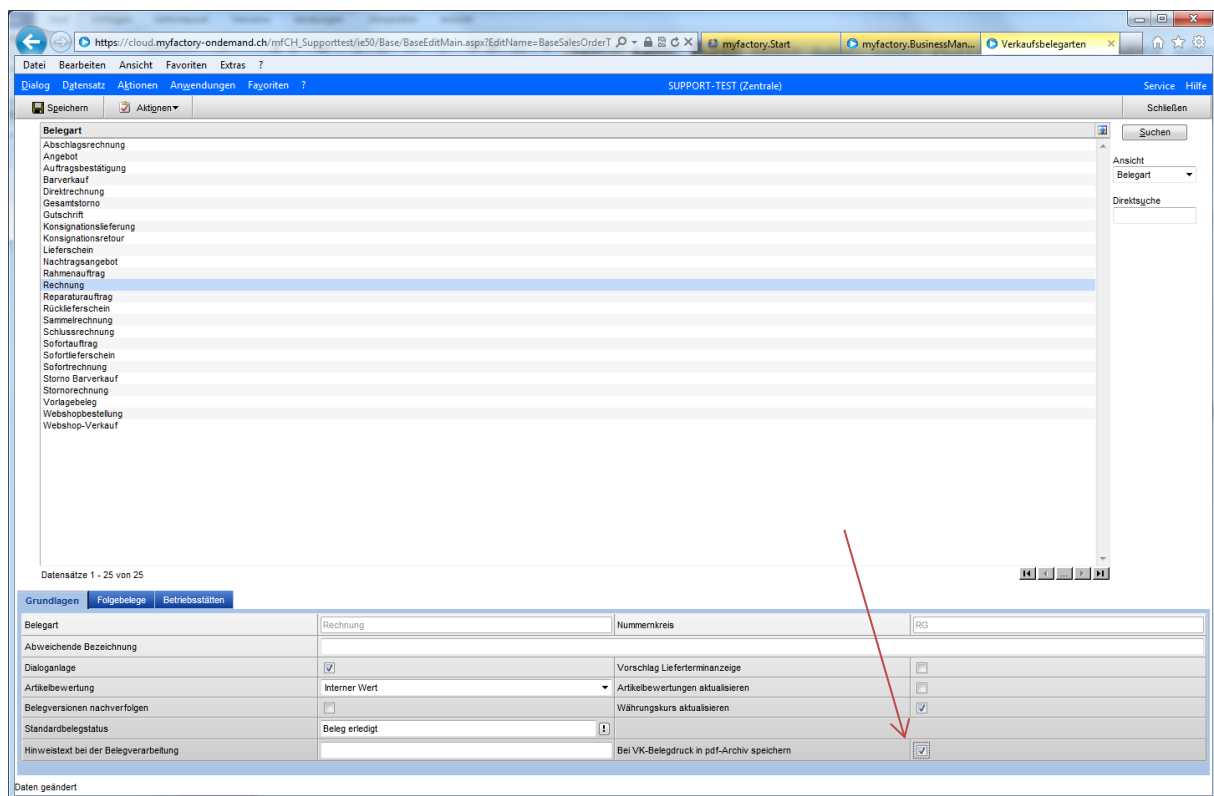 https://cloud.myfactory-ondemand.ch/mfCH_Supporttest/ie50/Base/BaseEditMain.aspx?EditName=BaseSalesOrderT
myfactory.Start
myfactory.BusinessMan...
Verkaufsbelegarten
Datei Bearbeiten Ansicht Favoriten Extras ?
Dialog Datensatz Aktionen Anwendungen Favoriten ? SUPPORT-TEST (Zentrale) Service Hilfe
Speichern Aktionen Schließen
Belegart
Suchen
Abschlagsrechnung
Angebot
Auftragsbestätigung
Barverkauf
Direktrechnung
Gesamtstorno
Gutschrift
Konsignationslieferung
Konsignationsretour
Lieferschein
Nachtragsangebot
Rahmenauftrag
Rechnung
Reparaturauftrag
Rücklieferschein
Sammelrechnung
Schlussrechnung
Sofortauftrag
Sofortlieferschein
Sofortrechnung
Storno Barverkauf
Stornorechnung
Vorlagebeleg
Webshopbestellung
Webshop-Verkauf
Ansicht
Belegart
Direktsuche
Datensätze 1 - 25 von 25
Grundlagen Folgebelege Betriebsstätten
Belegart Rechnung Nummernkreis RG
Abweichende Bezeichnung
Dialoganlage Vorschlag Lieferterminanzeige
Artikelbewertung Interner Wert Artikelbewertungen aktualisieren
Belegversionen nachverfolgen Währungskurs aktualisieren
Standardbelegstatus Beleg erledigt
Hinweistext bei der Belegverarbeitung Bei VK-Belegdruck in pdf-Archiv speichern
Daten geändert